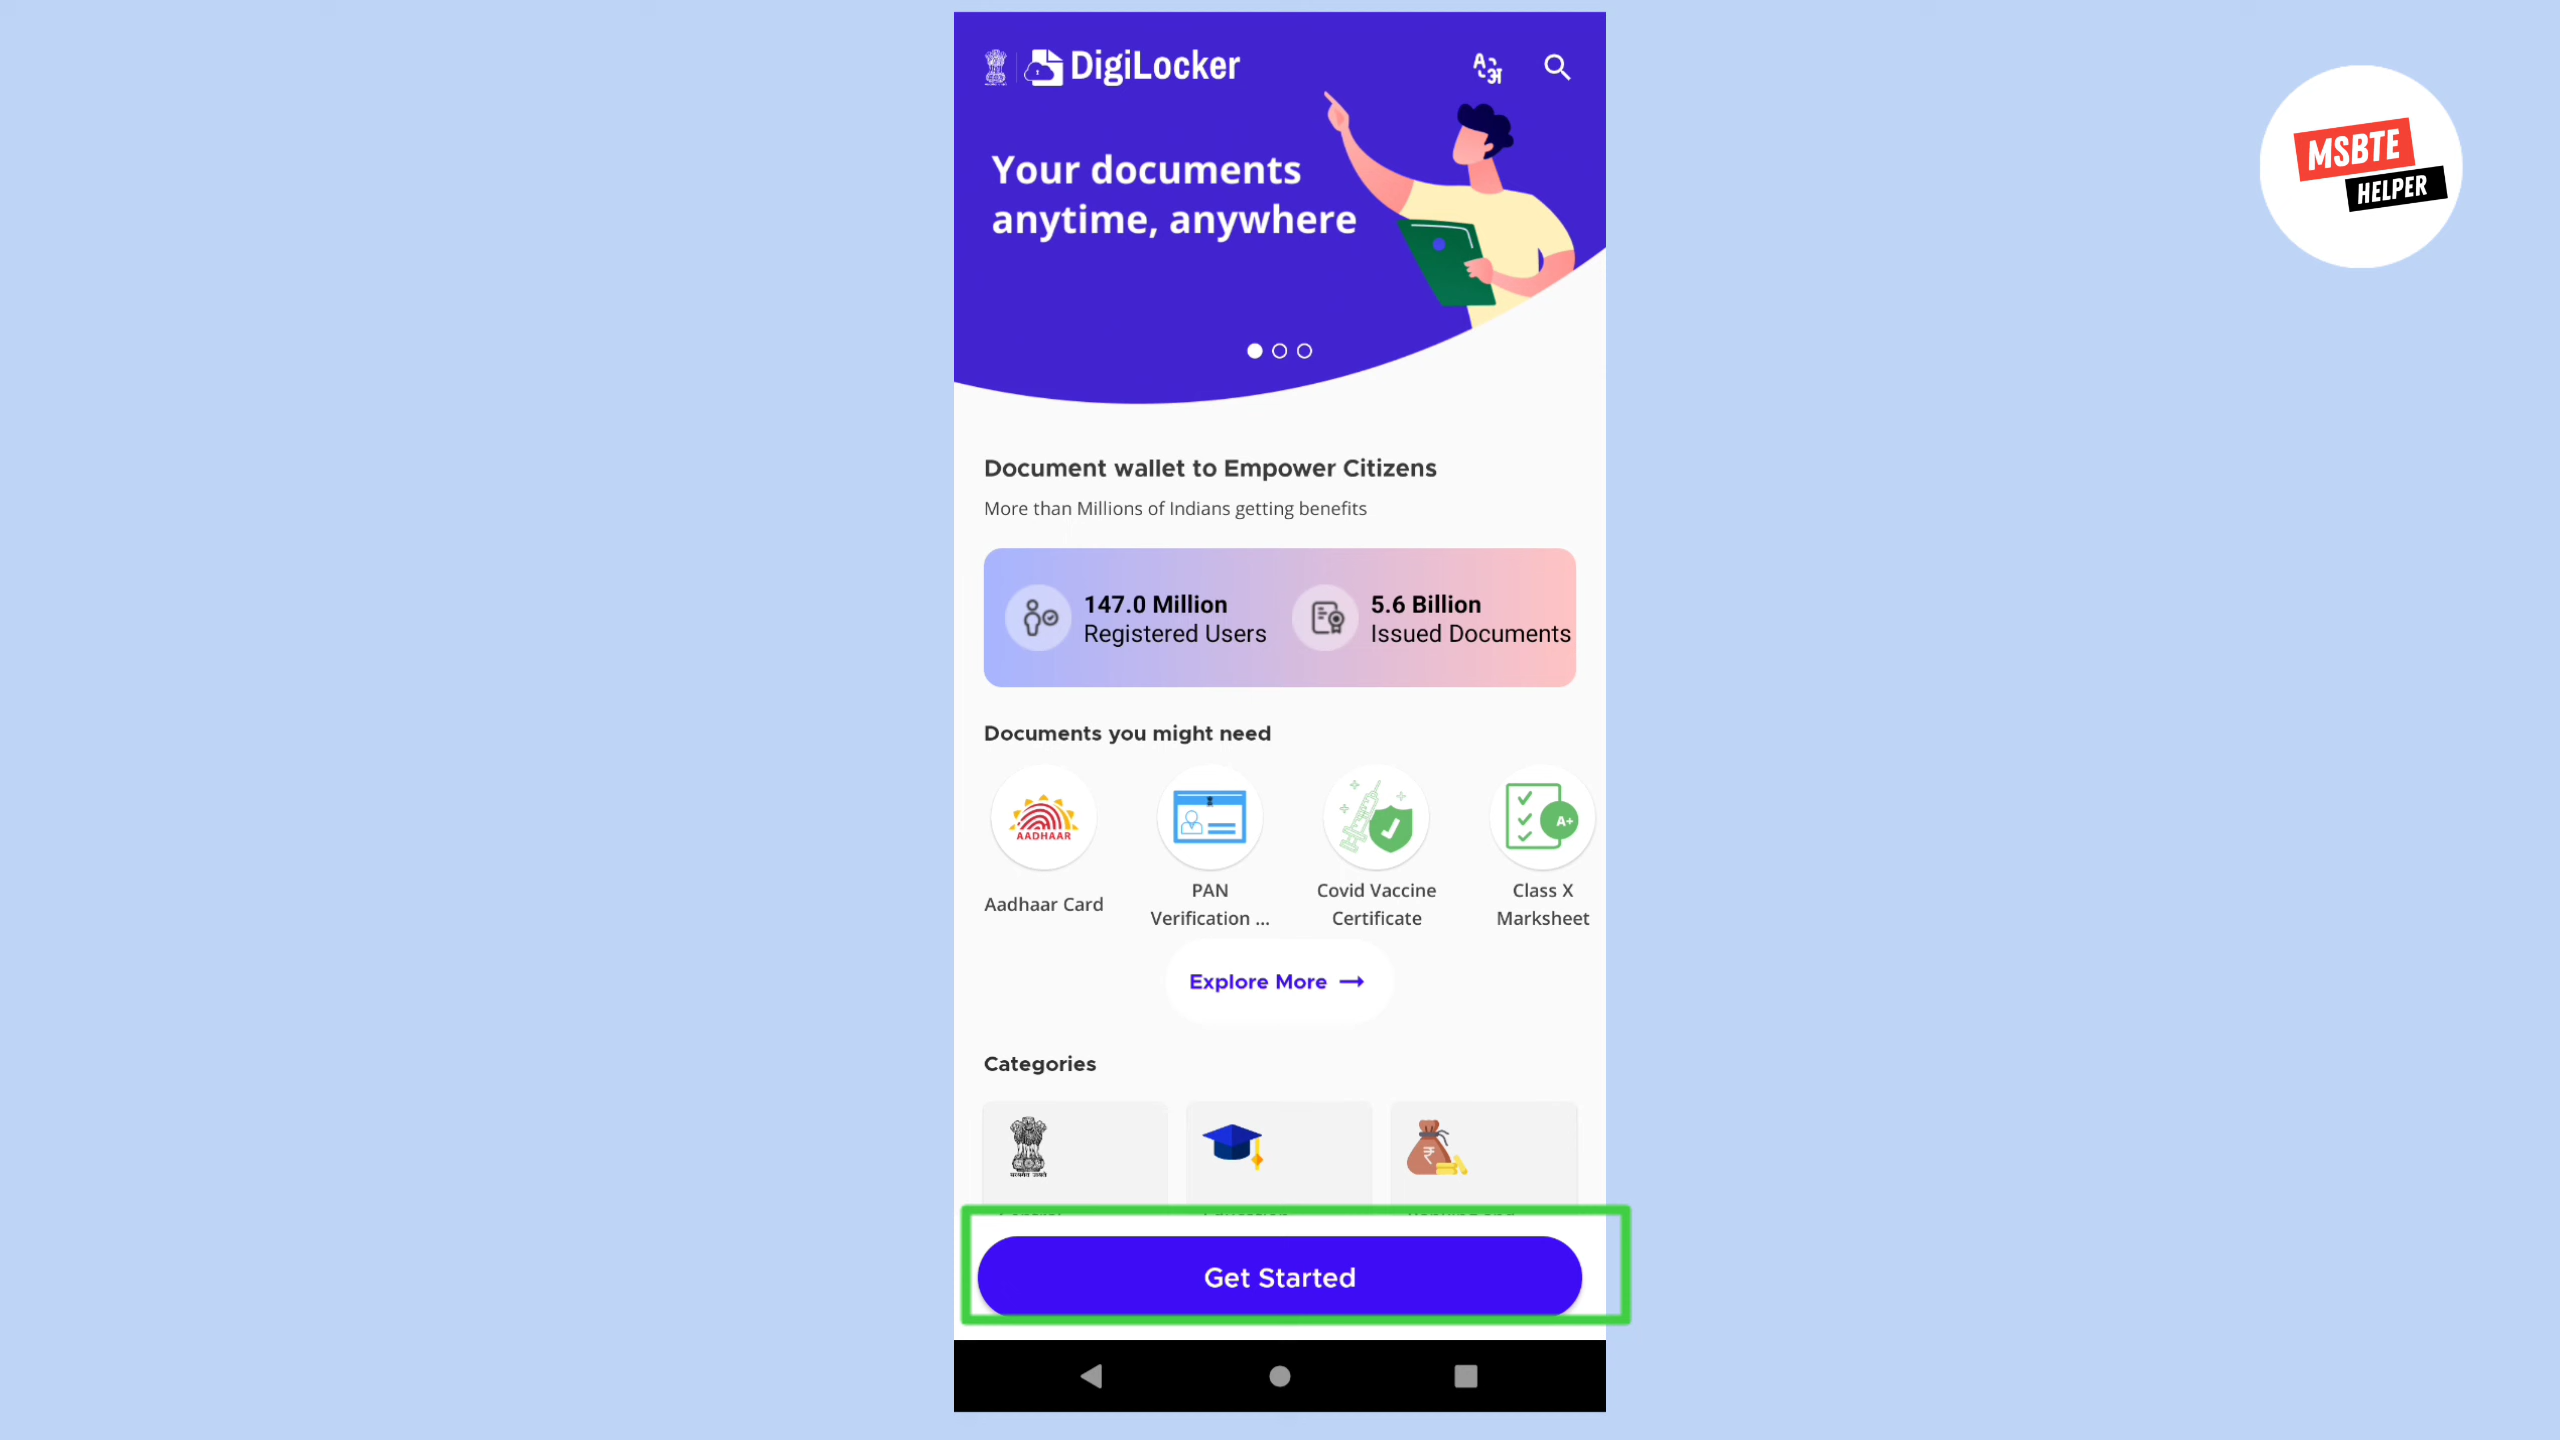 DigiLocker
Your documents
anytime, anywhere
MSBTE
HELPER
Document wallet to Empower Citizens
More than Millions of Indians getting benefits
147.0 Million
Registered Users
5.6 Billion
Issued Documents
Documents you might need
AADHAAR
A+
Aadhaar Card
PAN
Verification ...
Covid Vaccine
Certificate
Class X
Marksheet
Explore More
Categories
Get Started